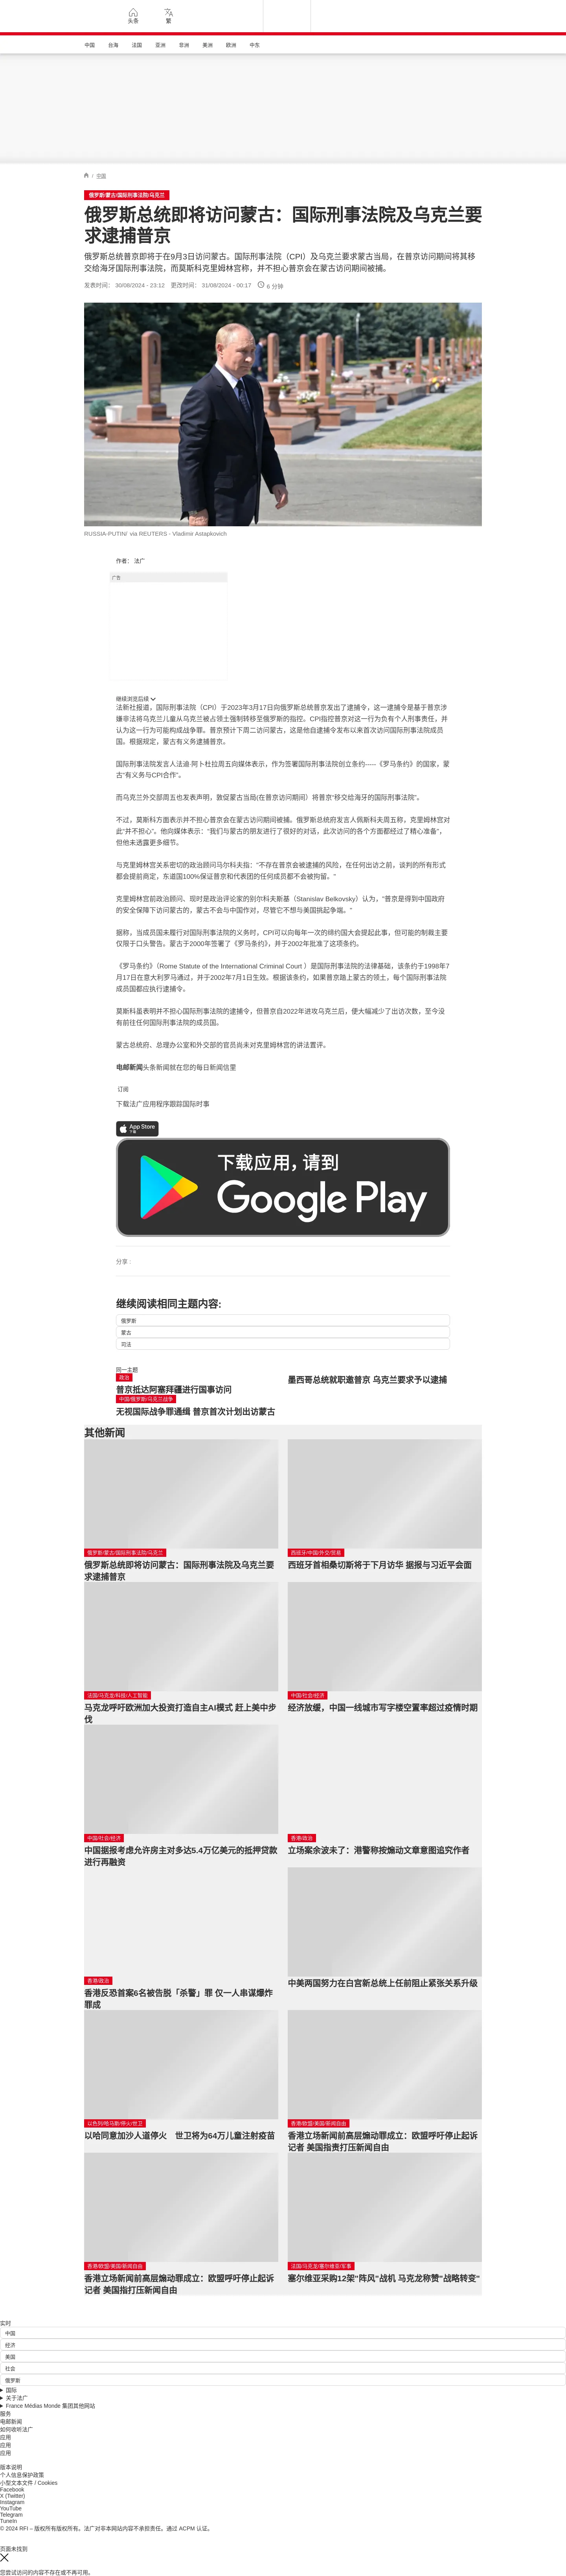 头条
繁
中国
台海
法国
亚洲
非洲
美洲
欧洲
中东
/ 中国
俄罗斯/蒙古/国际刑事法院/乌克兰
俄罗斯总统即将访问蒙古：国际刑事法院及乌克兰要
求逮捕普京
俄罗斯总统普京即将于在9月3日访问蒙古。国际刑事法院（CPI）及乌克兰要求蒙古当局，在普京访问期间将其移
交给海牙国际刑事法院，而莫斯科克里姆林宫称，并不担心普京会在蒙古访问期间被捕。
发表时间： 30/08/2024 - 23:12 更改时间： 31/08/2024 - 00:17 6 分钟
RUSSIA-PUTIN/ via REUTERS - Vladimir Astapkovich
作者： 法广
广告
继续浏览后续
法新社报道，国际刑事法院（CPI）于2023年3月17日向俄罗斯总统普京发出了逮捕令，这一逮捕令是基于普京涉
嫌非法将乌克兰儿童从乌克兰被占领土强制转移至俄罗斯的指控。CPI指控普京对这一行为负有个人刑事责任，并
认为这一行为可能构成战争罪。普京预计下周二访问蒙古，这是他自逮捕令发布以来首次访问国际刑事法院成员
国。根据规定，蒙古有义务逮捕普京。
国际刑事法院发言人法迪·阿卜杜拉周五向媒体表示，作为签署国际刑事法院创立条约-----《罗马条约》的国家，蒙
古“有义务与CPI合作”。
而乌克兰外交部周五也发表声明，敦促蒙古当局(在普京访问期间）将普京“移交给海牙的国际刑事法院”。
不过，莫斯科方面表示并不担心普京会在蒙古访问期间被捕。俄罗斯总统府发言人佩斯科夫周五称，克里姆林宫对
此“并不担心”。他向媒体表示：“我们与蒙古的朋友进行了很好的对话，此次访问的各个方面都经过了精心准备”，
但他未透露更多细节。
与克里姆林宫关系密切的政治顾问马尔科夫指：“不存在普京会被逮捕的风险，在任何出访之前，谈判的所有形式
都会提前商定，东道国100%保证普京和代表团的任何成员都不会被拘留。"
克里姆林宫前政治顾问、现时是政治评论家的别尔科夫斯基（Stanislav Belkovsky）认为，“普京是得到中国政府
的安全保障下访问蒙古的，蒙古不会与中国作对，尽管它不想与美国挑起争端。"
据称，当成员国未履行对国际刑事法院的义务时，CPI可以向每年一次的缔约国大会提起此事，但可能的制裁主要
仅限于口头警告。蒙古于2000年签署了《罗马条约》，并于2002年批准了这项条约。
《罗马条约》（Rome Statute of the International Criminal Court ）是国际刑事法院的法律基础，该条约于1998年7
月17日在意大利罗马通过，并于2002年7月1日生效。根据该条约，如果普京踏上蒙古的领土，每个国际刑事法院
成员国都应执行逮捕令。
莫斯科虽表明并不担心国际刑事法院的逮捕令，但普京自2022年进攻乌克兰后，便大幅减少了出访次数，至今没
有前往任何国际刑事法院的成员国。
蒙古总统府、总理办公室和外交部的官员尚未对克里姆林宫的讲法置评。
电邮新闻头条新闻就在您的每日新闻信里
订阅
下载法广应用程序跟踪国际时事
App Store
下载
下载应用，请到
Google Play
分享 :
继续阅读相同主题内容:
俄罗斯
蒙古
司法
同一主题
政治
普京抵达阿塞拜疆进行国事访问
墨西哥总统就职邀普京 乌克兰要求予以逮捕
中国/俄罗斯/乌克兰战争
无视国际战争罪通缉 普京首次计划出访蒙古
其他新闻
俄罗斯/蒙古/国际刑事法院/乌克兰
俄罗斯总统即将访问蒙古：国际刑事法院及乌克兰要
求逮捕普京
西班牙/中国/外交/贸易
西班牙首相桑切斯将于下月访华 据报与习近平会面
法国/马克龙/科技/人工智能
马克龙呼吁欧洲加大投资打造自主AI模式 赶上美中步
伐
中国/社会/经济
经济放缓，中国一线城市写字楼空置率超过疫情时期
中国/社会/经济
中国据报考虑允许房主对多达5.4万亿美元的抵押贷款
进行再融资
香港/政治
立场案余波未了：港警称按煽动文章意图追究作者
香港/政治
香港反恐首案6名被告脱「杀警」罪 仅一人串谋爆炸
罪成
中美两国努力在白宫新总统上任前阻止紧张关系升级
以色列/哈马斯/停火/世卫
以哈同意加沙人道停火　世卫将为64万儿童注射疫苗
香港/欧盟/美国/新闻自由
香港立场新闻前高层煽动罪成立：欧盟呼吁停止起诉
记者 美国指责打压新闻自由
香港/欧盟/美国/新闻自由
香港立场新闻前高层煽动罪成立：欧盟呼吁停止起诉
记者 美国指打压新闻自由
法国/马克龙/塞尔维亚/军事
塞尔维亚采购12架"阵风"战机 马克龙称赞"战略转变"
实时
中国
经济
美国
社会
俄罗斯
国际
关于法广
France Médias Monde 集团其他网站
服务
电邮新闻
如何收听法广
应用
应用
应用
版本说明
个人信息保护政策
小型文本文件 / Cookies
Facebook
X (Twitter)
Instagram
YouTube
Telegram
TuneIn
© 2024 RFI – 版权所有版权所有。法广对非本网站内容不承担责任。通过 ACPM 认证。
页面未找到
您尝试访问的内容不存在或不再可用。